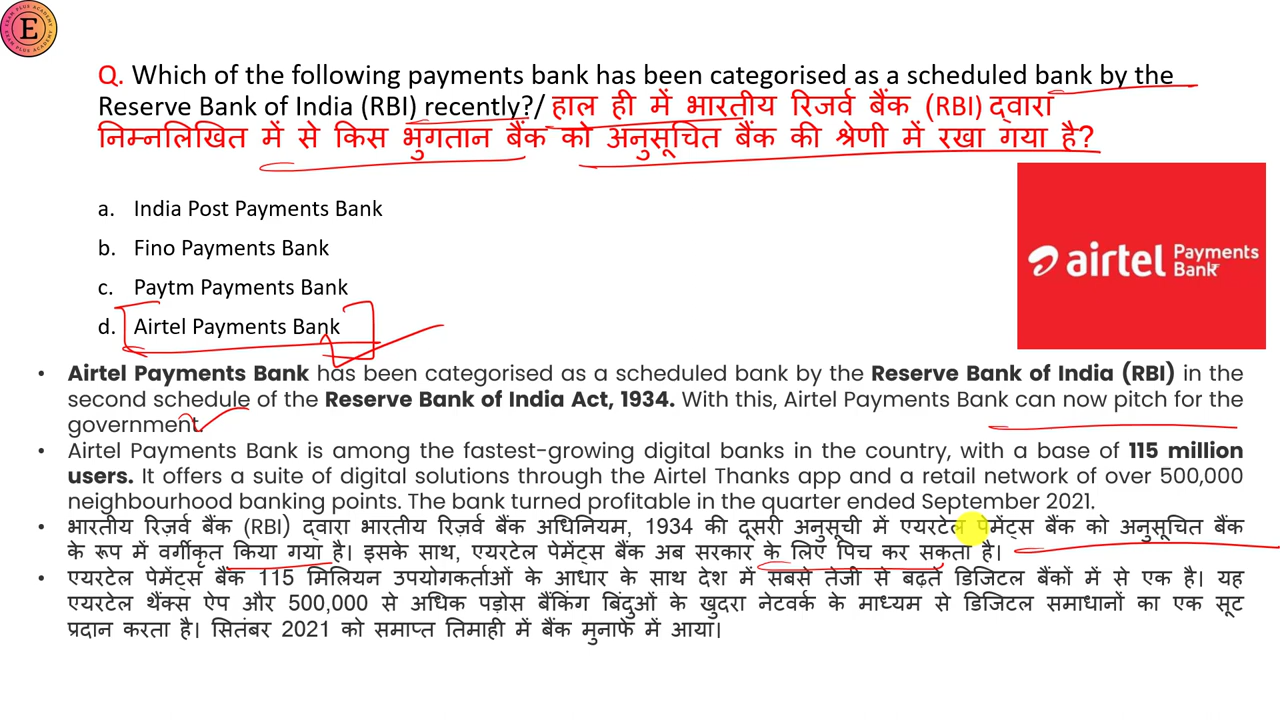 E
Q. Which of the following payments bank has been categorised as a scheduled bank by the
Reserve Bank of India (RBI) recently?/ हाल ही में भारतीय रिजर्व बैंक (RBI) द्वारा
निम्नलिखित में से किस भुगतान बैंक को अनुसूचित बैंक की श्रेणी में रखा गया है?
a. India Post Payments Bank
b. Fino Payments Bank
c. Paytm Payments Bank
d. Airtel Payments Bank
airtel Payments
Bank
• Airtel Payments Bank has been categorised as a scheduled bank by the Reserve Bank of India (RBI) in the
second schedule of the Reserve Bank of India Act, 1934. With this, Airtel Payments Bank can now pitch for the
government.
• Airtel Payments Bank is among the fastest-growing digital banks in the country, with a base of 115 million
users. It offers a suite of digital solutions through the Airtel Thanks app and a retail network of over 500,000
neighbourhood banking points. The bank turned profitable in the quarter ended September 2021.
• भारतीय रिज़र्व बैंक (RBI) द्वारा भारतीय रिज़र्व बैंक अधिनियम, 1934 की दूसरी अनुसूची में एयरटेल पेमेंट्स बैंक को अनुसूचित बैंक
के रूप में वर्गीकृत किया गया है। इसके साथ, एयरटेल पेमेंट्स बैंक अब सरकार के लिए पिच कर सकता है।
• एयरटेल पेमेंट्स बैंक 115 मिलियन उपयोगकर्ताओं के आधार के साथ देश में सबसे तेजी से बढ़ते डिजिटल बैंकों में से एक है। यह
एयरटेल थैंक्स ऐप और 500,000 से अधिक पड़ोस बैंकिंग बिंदुओं के खुदरा नेटवर्क के माध्यम से डिजिटल समाधानों का एक सूट
प्रदान करता है। सितंबर 2021 को समाप्त तिमाही में बैंक मुनाफे में आया।